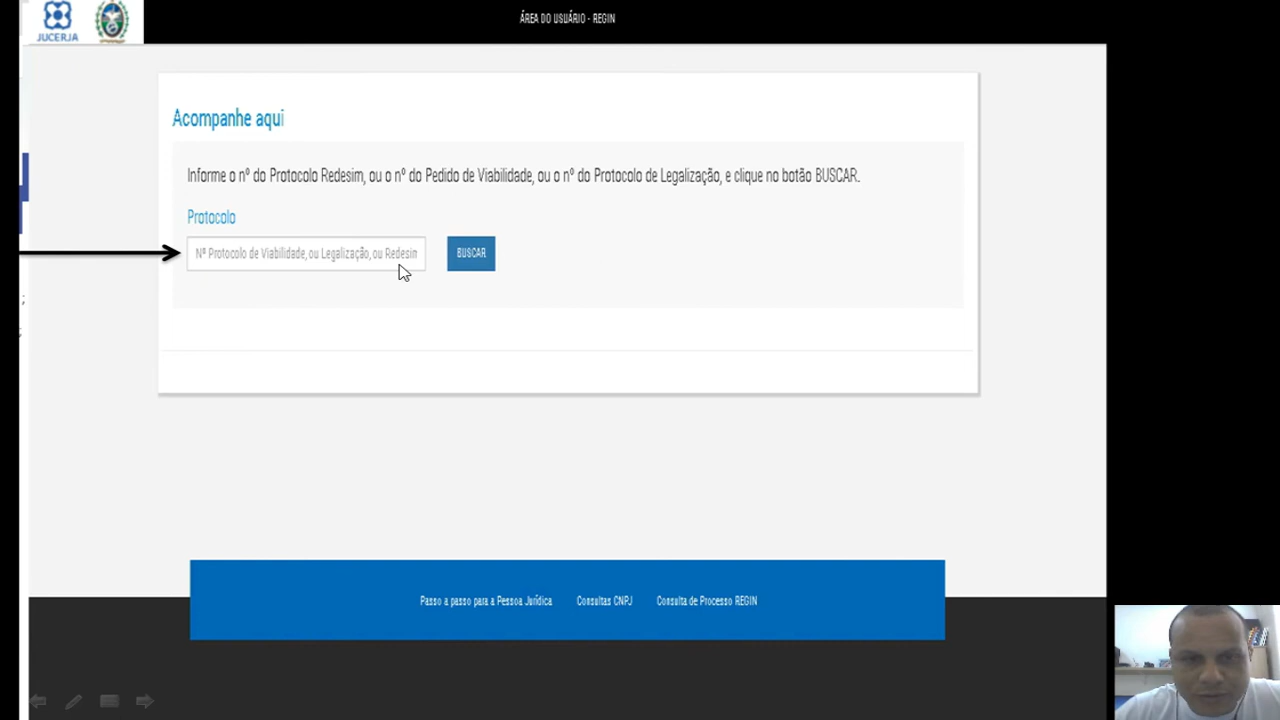 JUCERJA
ÁREA DO USUÁRIO - REGIN
Acompanhe aqui
Informe o nº do Protocolo Redesim, ou o nº do Pedido de Viabilidade, ou o nº do Protocolo de Legalização, e clique no botão BUSCAR.
Protocolo
Nº Protocolo de Viabilidade, ou Legalização, ou Redesim
BUSCAR
;
;
Passo a passo para a Pessoa Jurídica
Consultas CNPJ
Consulta de Processo REGIN